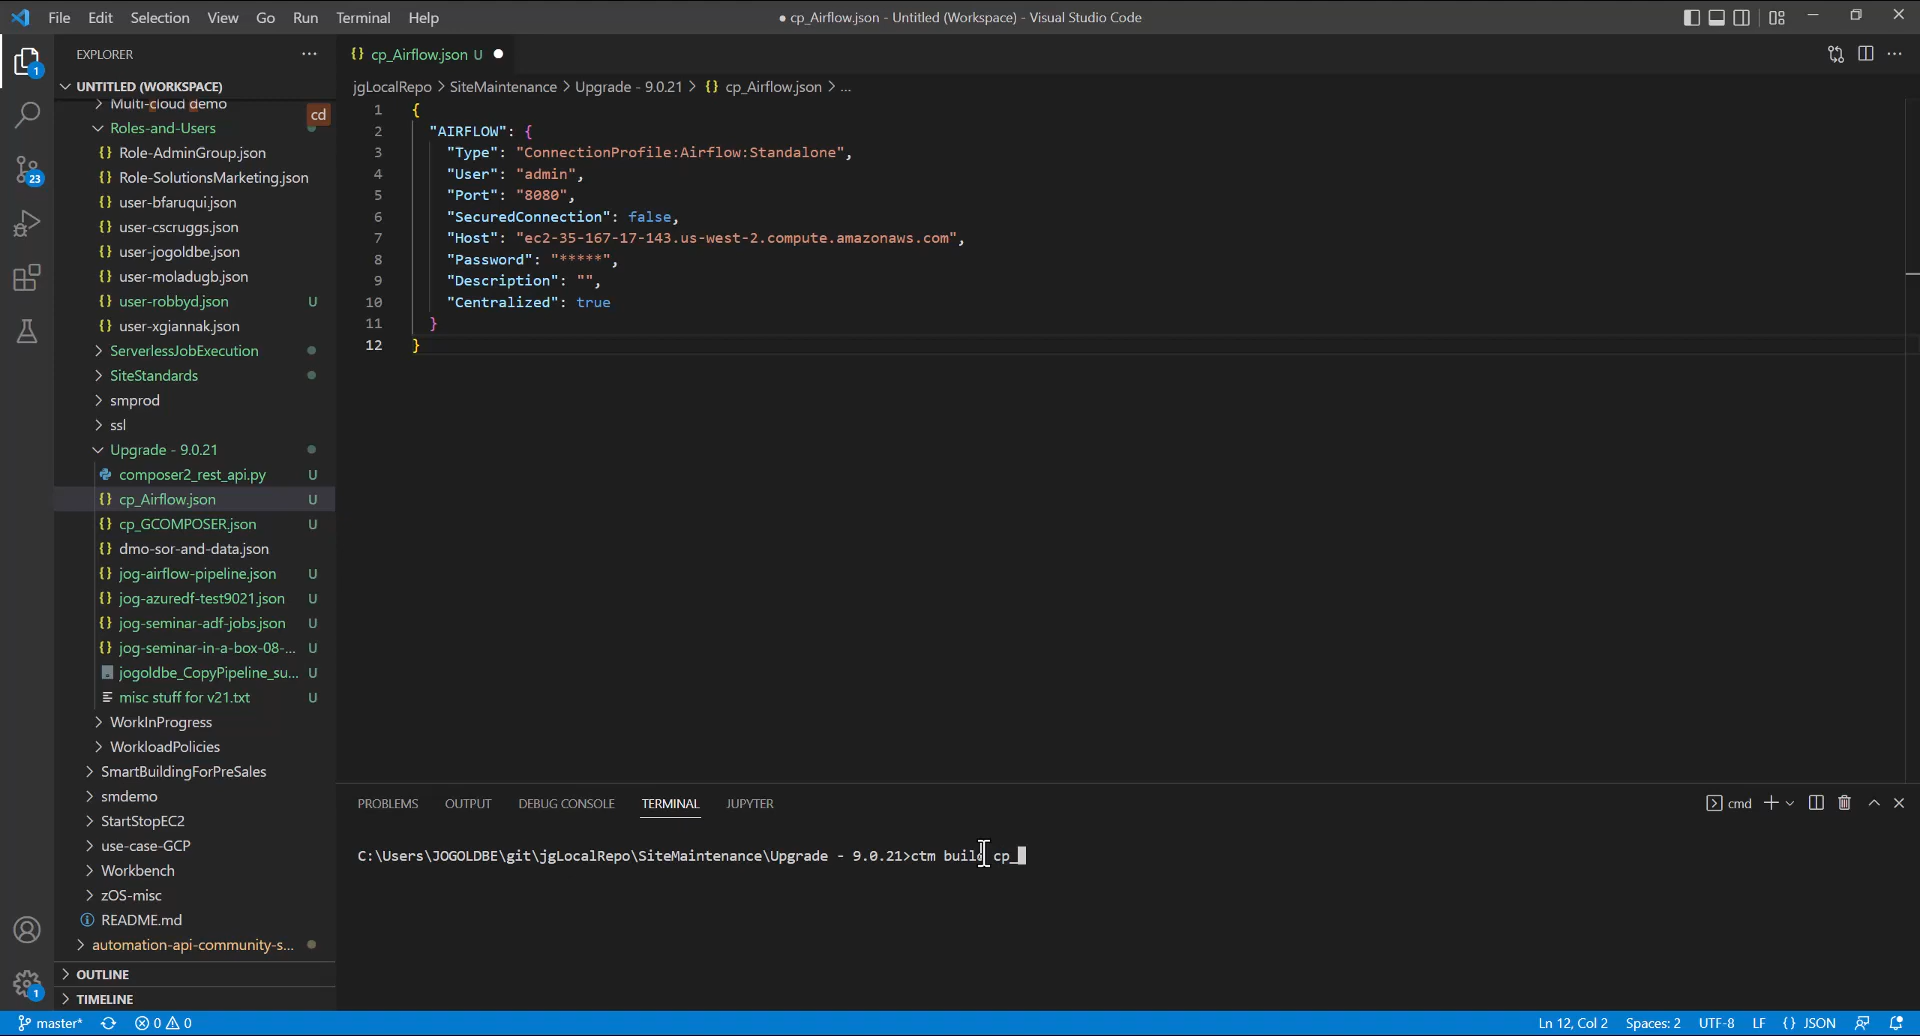 File Edit Selection View Go Run Terminal Help
● cp_Airflow.json - Untitled (Workspace) - Visual Studio Code
EXPLORER
UNTITLED (WORKSPACE)
Multi-cloud demo
cd
Roles-and-Users
Role-AdminGroup.json
Role-SolutionsMarketing.json
user-bfaruqui.json
user-cscruggs.json
user-jogoldbe.json
user-moladugb.json
user-robbyd.json U
user-xgiannak.json
ServerlessJobExecution
SiteStandards
smprod
ssl
Upgrade - 9.0.21
composer2_rest_api.py U
cp_Airflow.json U
cp_GCOMPOSER.json U
dmo-sor-and-data.json
jog-airflow-pipeline.json U
jog-azuredf-test9021.json U
jog-seminar-adf-jobs.json U
jog-seminar-in-a-box-08-... U
jogoldbe_CopyPipeline_su... U
misc stuff for v21.txt U
WorkInProgress
WorkloadPolicies
SmartBuildingForPreSales
smdemo
StartStopEC2
use-case-GCP
Workbench
zOS-misc
README.md
automation-api-community-s...
OUTLINE
TIMELINE
1
23
1
cp_Airflow.json U
jgLocalRepo > SiteMaintenance > Upgrade - 9.0.21 > {} cp_Airflow.json > ...
1 {
2 "AIRFLOW": {
3 "Type": "ConnectionProfile:Airflow:Standalone",
4 "User": "admin",
5 "Port": "8080",
6 "SecuredConnection": false,
7 "Host": "ec2-35-167-17-143.us-west-2.compute.amazonaws.com",
8 "Password": "*****",
9 "Description": "",
10 "Centralized": true
11 }
12 }
PROBLEMS OUTPUT DEBUG CONSOLE TERMINAL JUPYTER
cmd
C:\Users\JOGOLDBE\git\jgLocalRepo\SiteMaintenance\Upgrade - 9.0.21>ctm build cp_
master* 0 0
Ln 12, Col 2 Spaces: 2 UTF-8 LF {} JSON